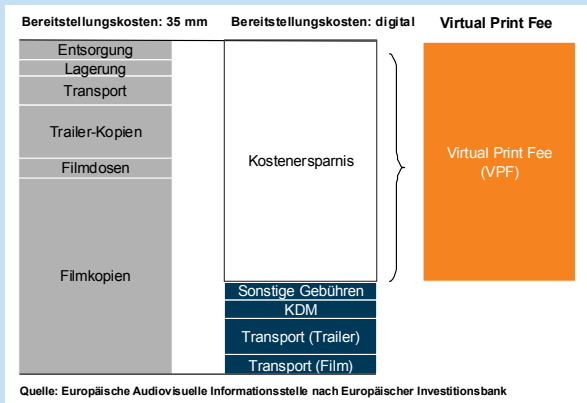 Bereitstellungskosten: 35 mm
Bereitstellungskosten: digital
Virtual Print Fee
Entsorgung
Lagerung
Transport
Trailer-Kopien
Filmdosen
Filmkopien
Kostenersparnis
Sonstige Gebühren
KDM
Transport (Trailer)
Transport (Film)
Virtual Print Fee
(VPF)
Quelle: Europäische Audiovisuelle Informationsstelle nach Europäischer Investitionsbank